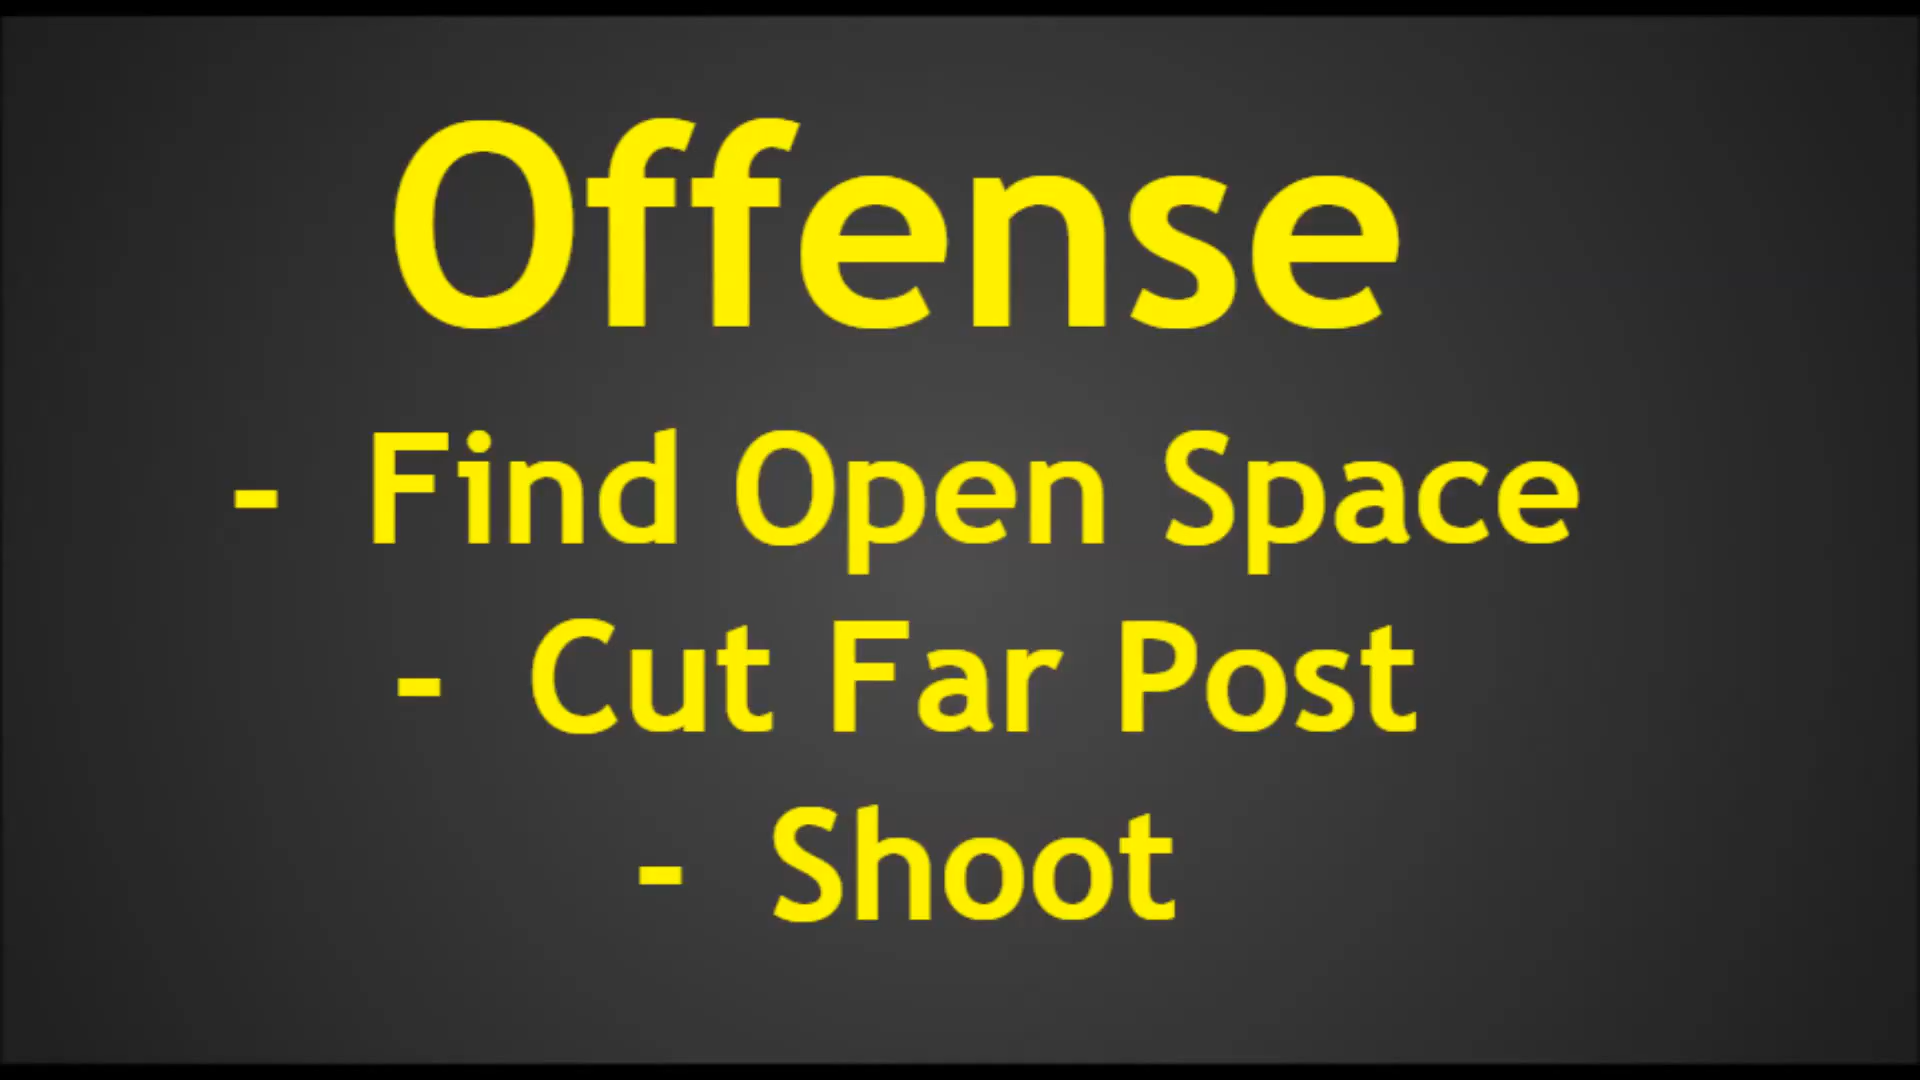 Offense
- Find Open Space
- Cut Far Post
- Shoot